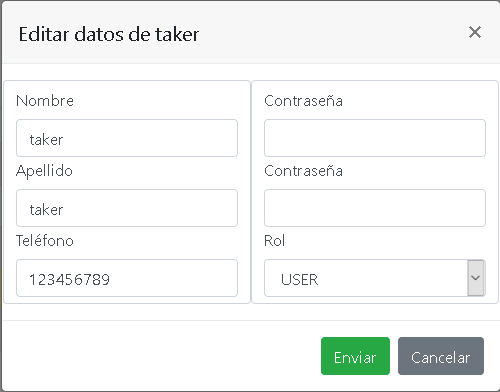 Editar datos de taker
×
Nombre
taker
Apellido
taker
Teléfono
123456789
Contraseña
Contraseña
Rol
USER
Enviar
Cancelar